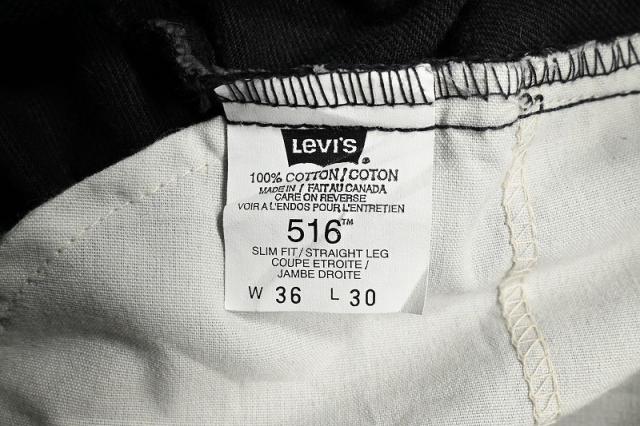 Levi's®
100% COTTON / COTON
MADE IN / FAIT AU CANADA
CARE ON REVERSE
VOIR A L'ENDOS POUR L'ENTRETIEN
516™
SLIM FIT / STRAIGHT LEG
COUPE ETROITE /
JAMBE DROITE
W 36 L 30